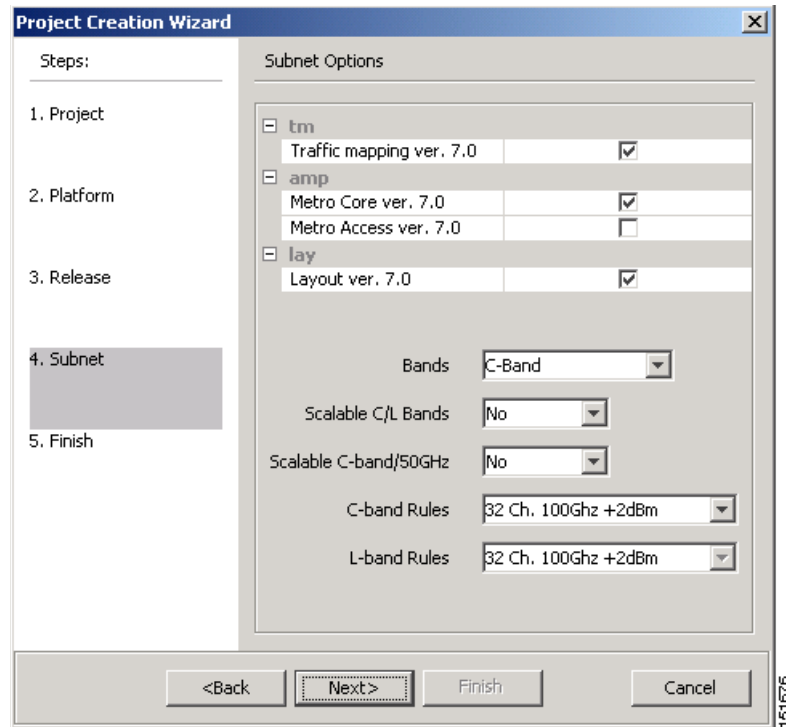 Project Creation Wizard
Steps:
Subnet Options
1. Project
2. Platform
3. Release
4. Subnet
5. Finish
tm
Traffic mapping ver. 7.0
amp
Metro Core ver. 7.0
Metro Access ver. 7.0
lay
Layout ver. 7.0
Bands C-Band
Scalable C/L Bands No
Scalable C-band/50GHz No
C-band Rules 32 Ch. 100Ghz +2dBm
L-band Rules 32 Ch. 100Ghz +2dBm
<Back Next> Finish Cancel
151676